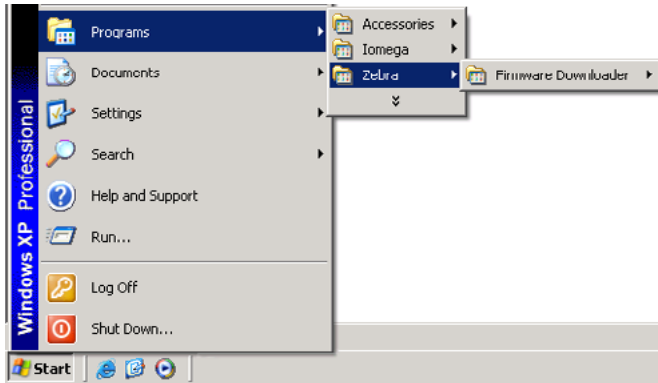 Programs
Documents
Settings
Search
Help and Support
Run...
Log Off
Shut Down...
Windows XP Professional
Accessories
Iomega
Zebra
Firmware Downloader
Start